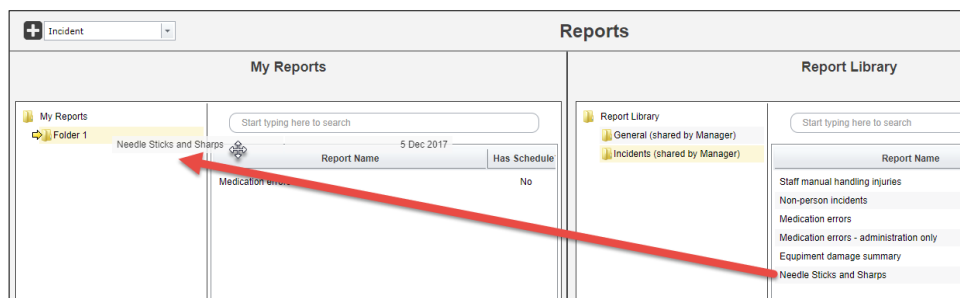 Incident
Reports
My Reports
Report Library
My Reports
Folder 1
Start typing here to search
Needle Sticks and Sharps
5 Dec 2017
Report Name
Has Schedule
Medication errors
No
Report Library
General (shared by Manager)
Incidents (shared by Manager)
Start typing here to search
Report Name
Staff manual handling injuries
Non-person incidents
Medication errors
Medication errors - administration only
Equipiment damage summary
Needle Sticks and Sharps